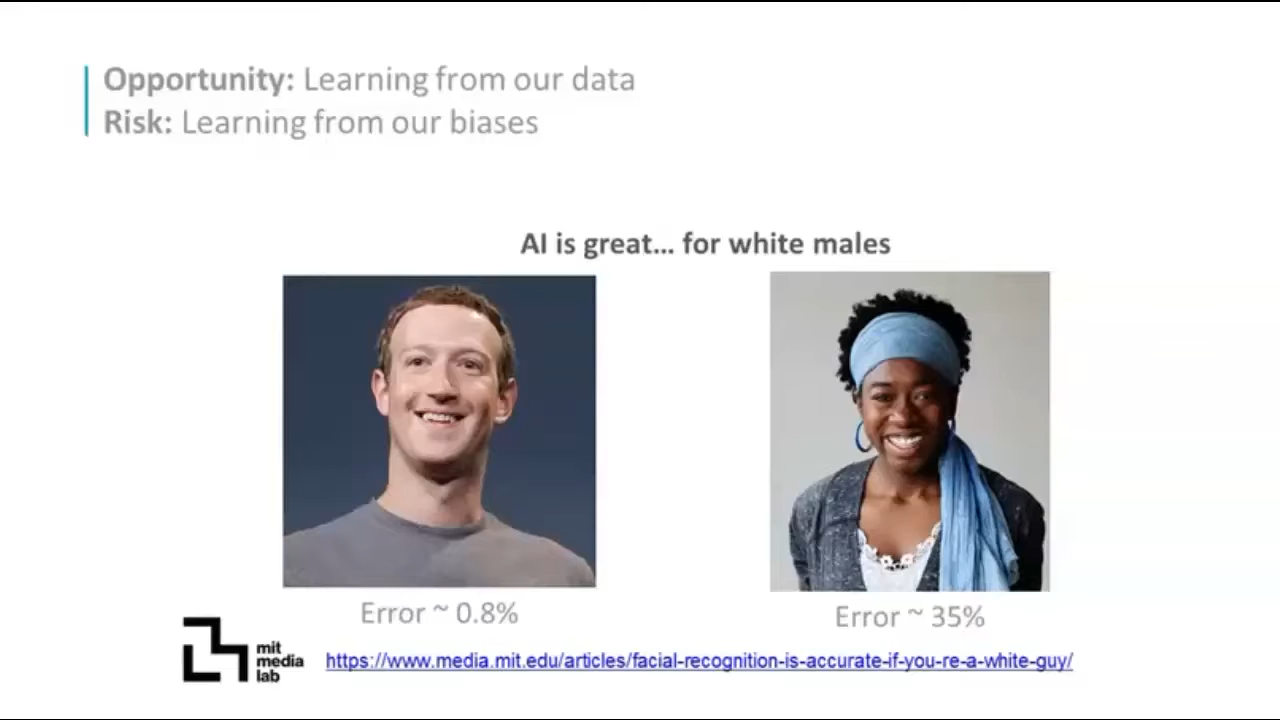 Opportunity: Learning from our data
Risk: Learning from our biases
AI is great... for white males
Error ~ 0.8%
Error ~ 35%
mit
media
lab
https://www.media.mit.edu/articles/facial-recognition-is-accurate-if-you-re-a-white-guy/